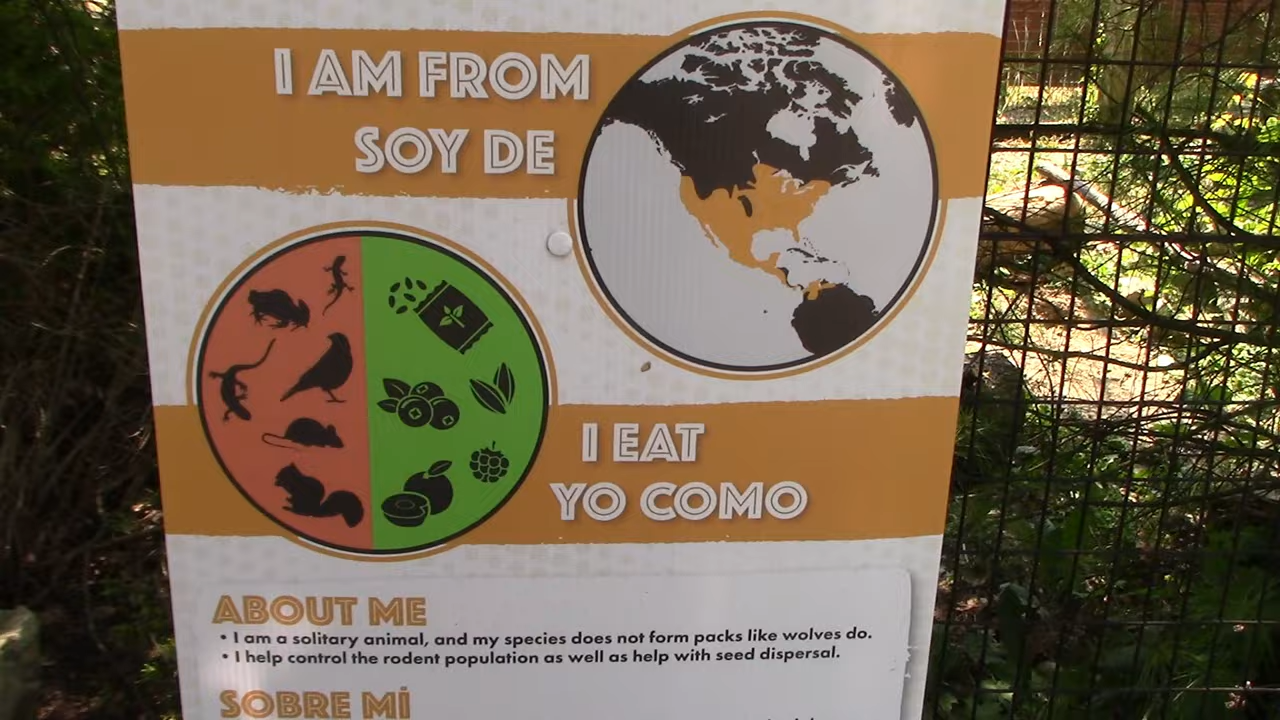 I AM FROM
SOY DE
I EAT
YO COMO
ABOUT ME
• I am a solitary animal, and my species does not form packs like wolves do.
• I help control the rodent population as well as help with seed dispersal.
SOBRE MÍ